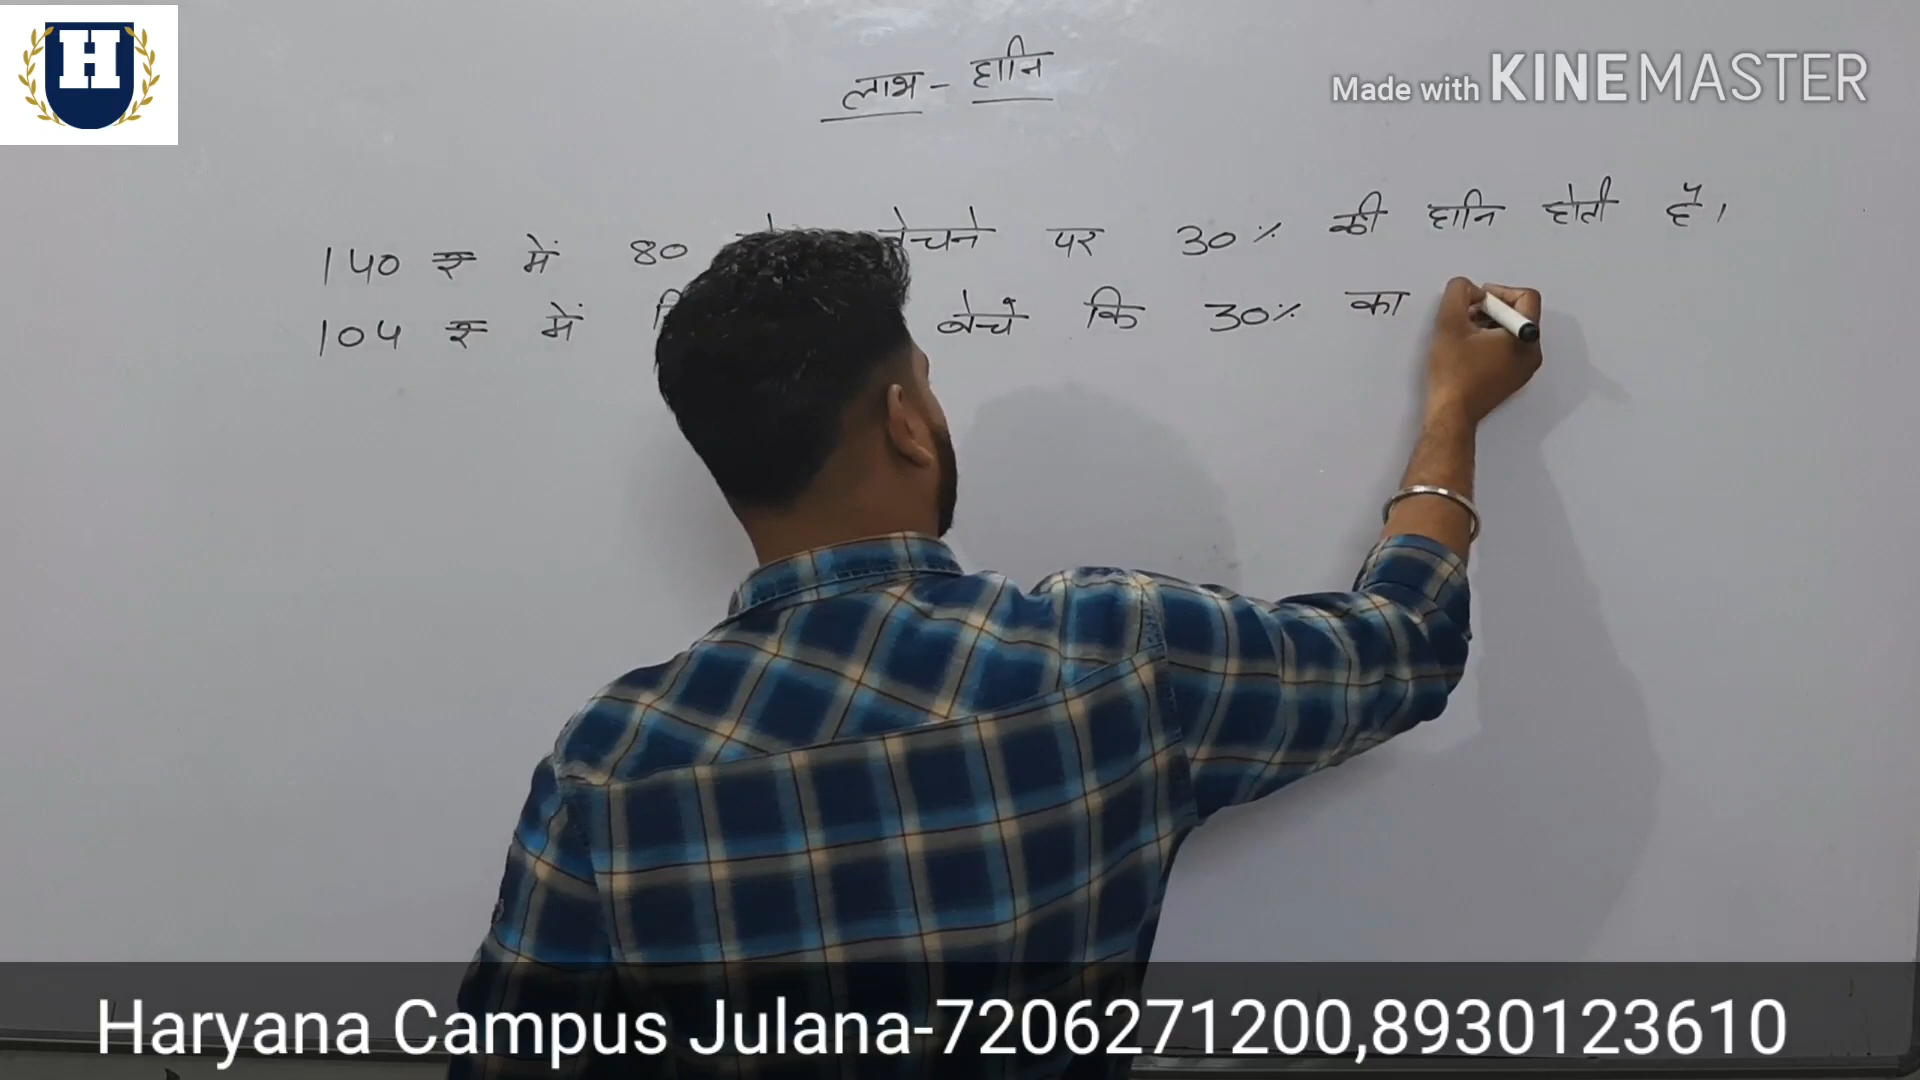 H
लाभ - हानि
Made with KINEMASTER
140 रु में 80 बेचने पर 30% की हानि होती है।
104 रु में बेचें कि 30% का
Haryana Campus Julana-7206271200,8930123610